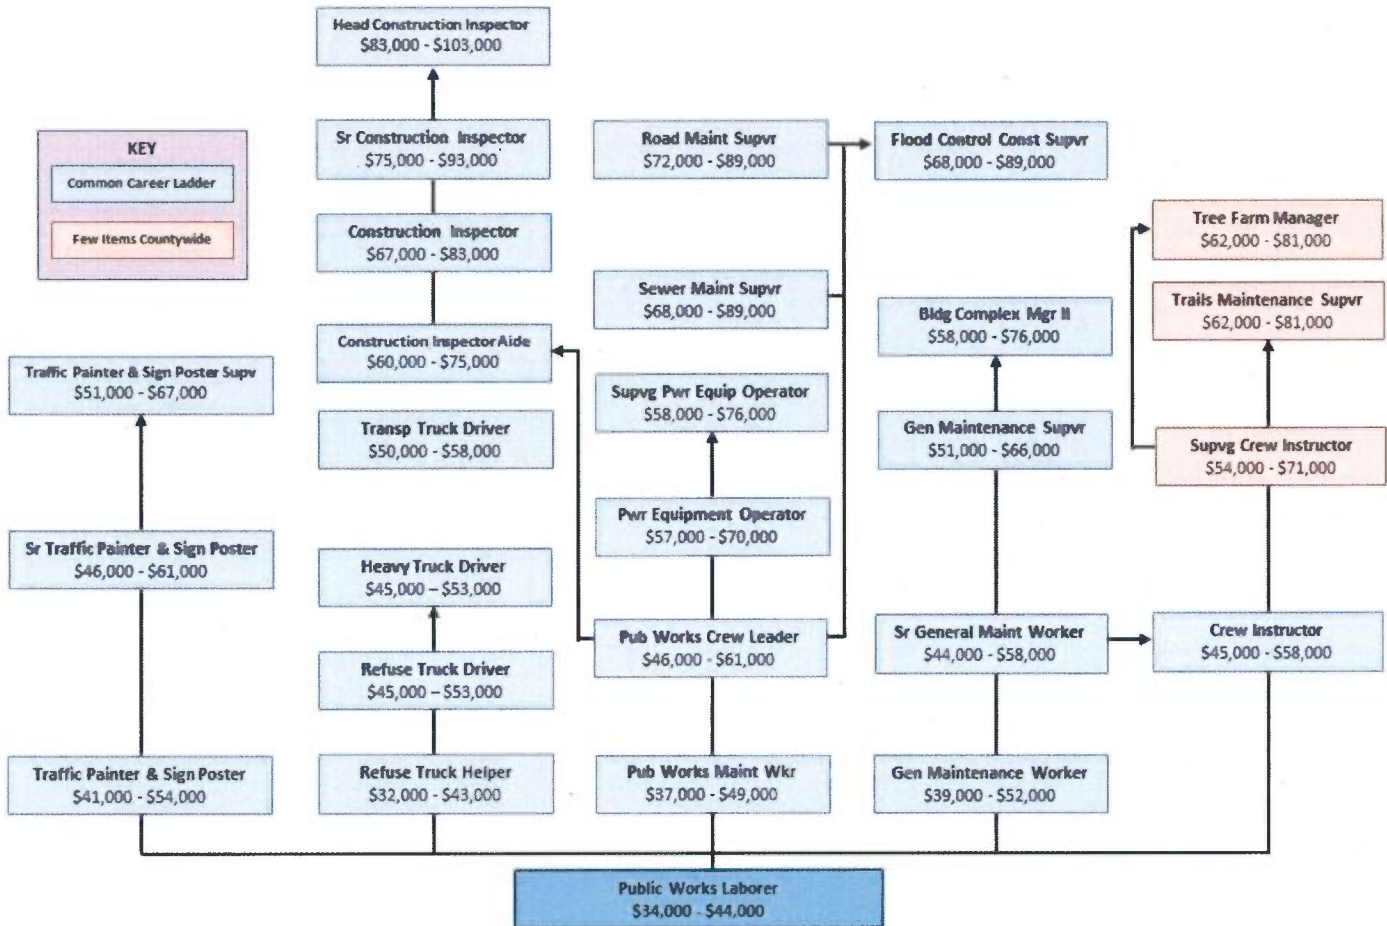 Head Construction Inspector
$83,000 - $103,000
KEY
Common Career Ladder
Few Items Countywide
Sr Construction Inspector
$75,000 - $93,000
Road Maint Supvr
$72,000 - $89,000
Flood Control Const Supvr
$68,000 - $89,000
Construction Inspector
$67,000 - $83,000
Tree Farm Manager
$62,000 - $81,000
Sewer Maint Supvr
$68,000 - $89,000
Trails Maintenance Supvr
$62,000 - $81,000
Bldg Complex Mgr II
$58,000 - $76,000
Construction Inspector Aide
$60,000 - $75,000
Traffic Painter & Sign Poster Supv
$51,000 - $67,000
Supvg Pwr Equip Operator
$58,000 - $76,000
Transp Truck Driver
$50,000 - $58,000
Gen Maintenance Supvr
$51,000 - $66,000
Supvg Crew Instructor
$54,000 - $71,000
Pwr Equipment Operator
$57,000 - $70,000
Sr Traffic Painter & Sign Poster
$46,000 - $61,000
Heavy Truck Driver
$45,000 – $53,000
Pub Works Crew Leader
$46,000 - $61,000
Sr General Maint Worker
$44,000 - $58,000
Crew Instructor
$45,000 - $58,000
Refuse Truck Driver
$45,000 – $53,000
Traffic Painter & Sign Poster
$41,000 - $54,000
Refuse Truck Helper
$32,000 - $43,000
Pub Works Maint Wkr
$37,000 - $49,000
Gen Maintenance Worker
$39,000 - $52,000
Public Works Laborer
$34,000 - $44,000